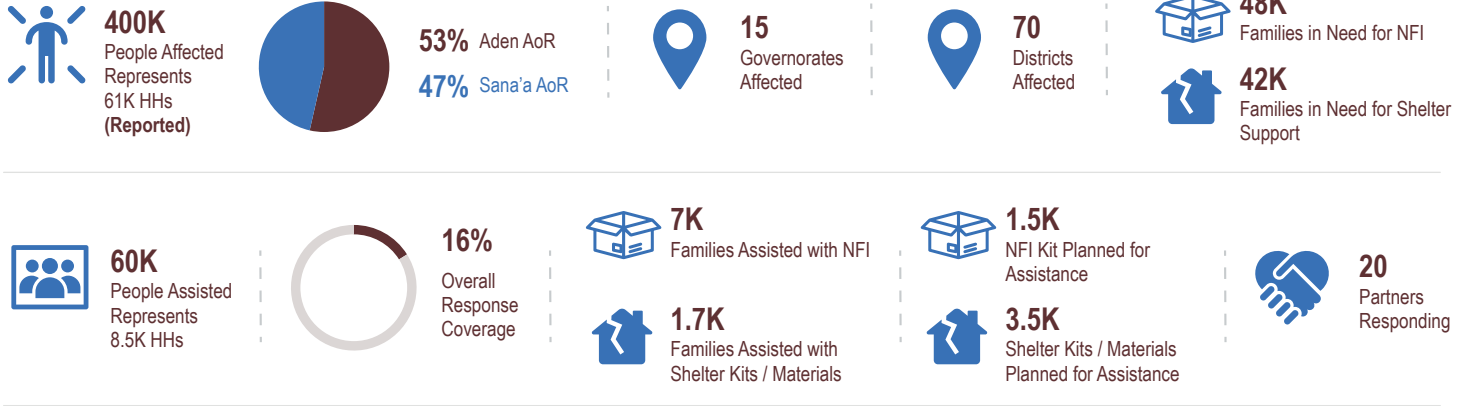 400K
People Affected
Represents
61K HHs
(Reported)
53% Aden AoR
47% Sana'a AoR
15
Governorates
Affected
70
Districts
Affected
48K
Families in Need for NFI
42K
Families in Need for Shelter
Support
60K
People Assisted
Represents
8.5K HHs
16%
Overall
Response
Coverage
7K
Families Assisted with NFI
1.7K
Families Assisted with
Shelter Kits / Materials
1.5K
NFI Kit Planned for
Assistance
3.5K
Shelter Kits / Materials
Planned for Assistance
20
Partners
Responding